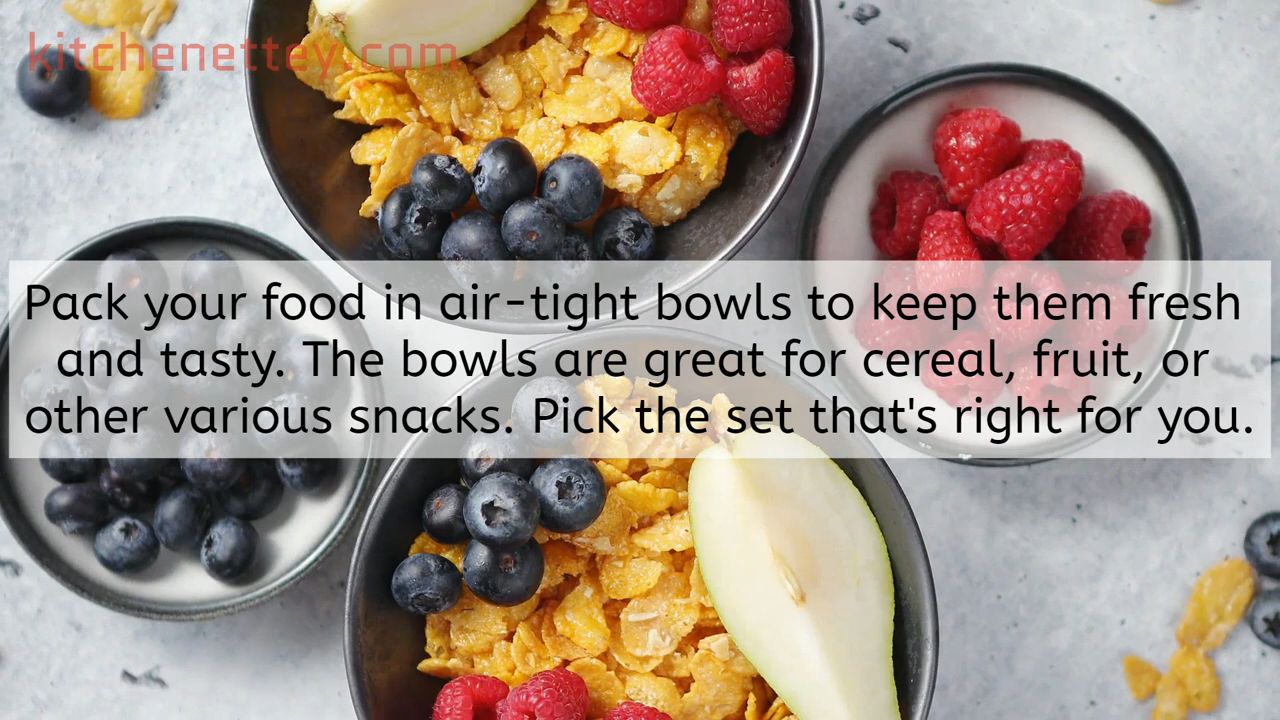 kitchenettey.com
Pack your food in air-tight bowls to keep them fresh
and tasty. The bowls are great for cereal, fruit, or
other various snacks. Pick the set that's right for you.